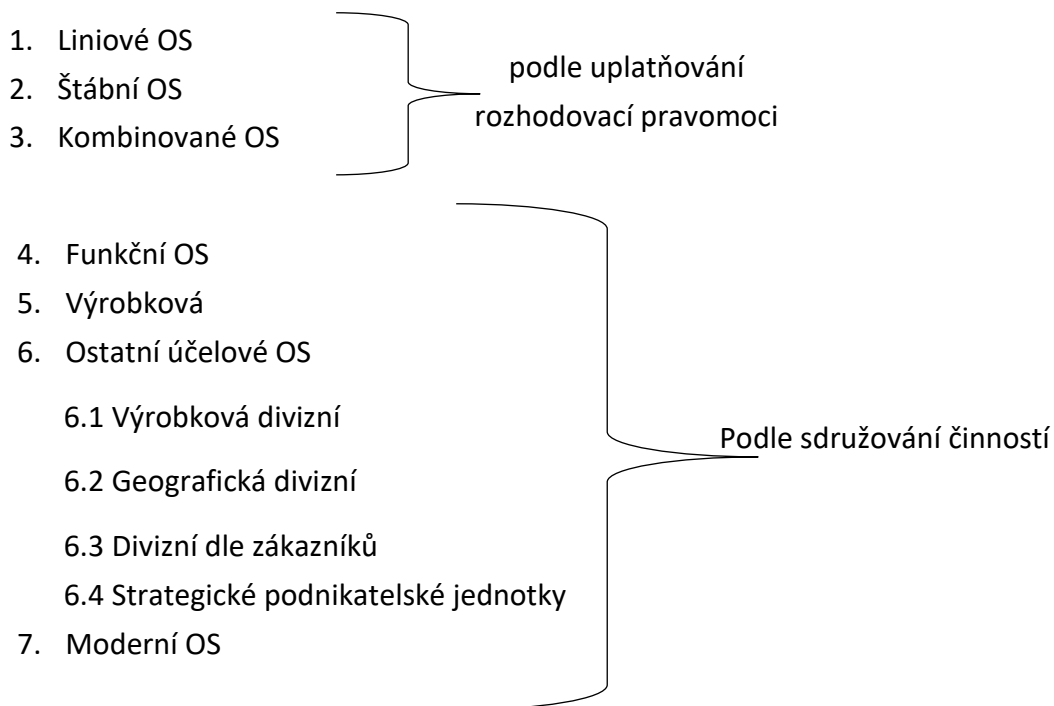 1. Liniové OS
2. Štábní OS
3. Kombinované OS
podle uplatňování
rozhodovací pravomoci
4. Funkční OS
5. Výrobková
6. Ostatní účelové OS
6.1 Výrobková divizní
6.2 Geografická divizní
6.3 Divizní dle zákazníků
6.4 Strategické podnikatelské jednotky
7. Moderní OS
Podle sdružování činností